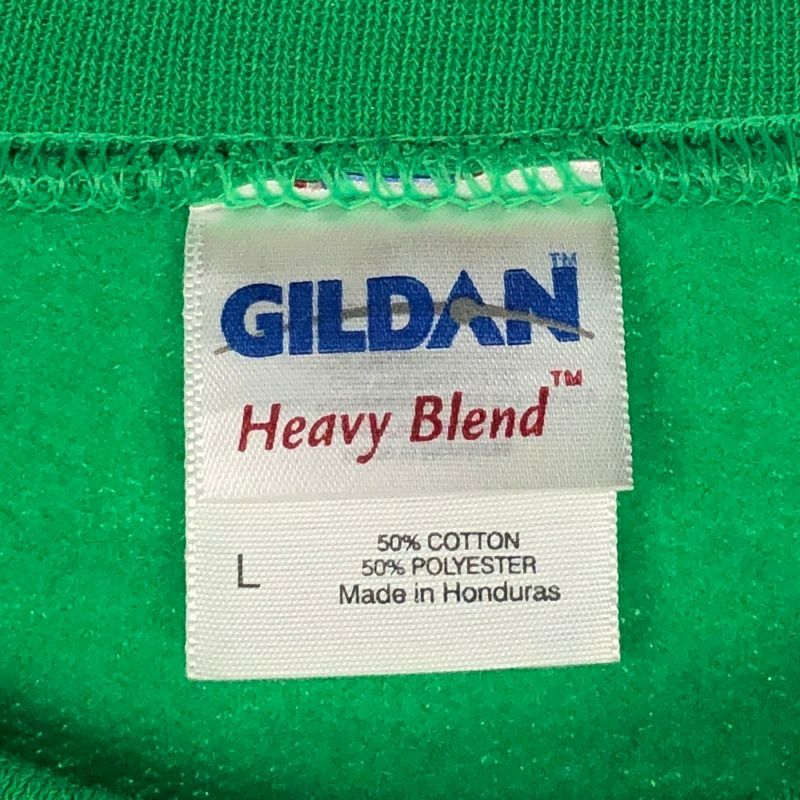 GILDAN™
Heavy Blend™
L
50% COTTON
50% POLYESTER
Made in Honduras